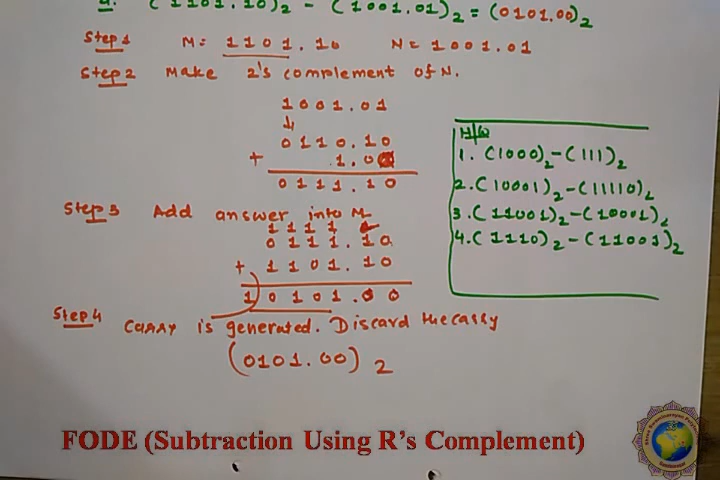 (1101.10)2 - (1001.01)2 = (0101.00)2
Step 1 M= 1101.10 N= 1001.01
Step 2 Make 2's complement of N.
1001.01
↓
0110.10
+ 1.00
0111.10
Step 3 Add answer into M
1111 1
0111.10
+ 1101.10
10101.00
Step 4 Carry is generated. Discard the carry
(0101.00)2
H/W
1. (1000)2 - (111)2
2. (10001)2 - (11110)2
3. (11001)2 - (10001)2
4. (1110)2 - (11001)2
FODE (Subtraction Using R's Complement)